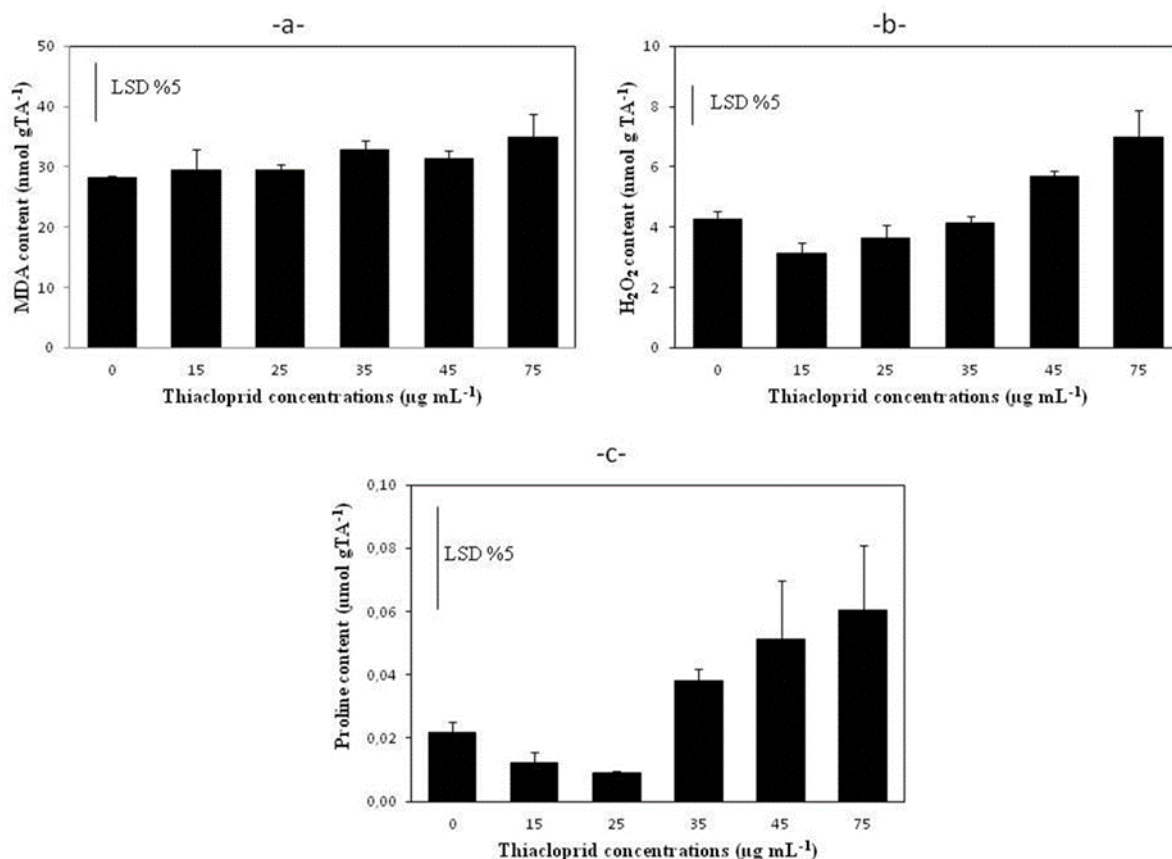 -a-
50
40
30
20
10
0
LSD %5
MDA content (nmol gTA⁻¹)
0 15 25 35 45 75
Thiacloprid concentrations (µg mL⁻¹)
-b-
10
8
6
4
2
0
LSD %5
H₂O₂ content (nmol g TA⁻¹)
0 15 25 35 45 75
Thiacloprid concentrations (µg mL⁻¹)
-c-
0,10
0,08
0,06
0,04
0,02
0,00
LSD %5
Proline content (µmol gTA⁻¹)
0 15 25 35 45 75
Thiacloprid concentrations (µg mL⁻¹)